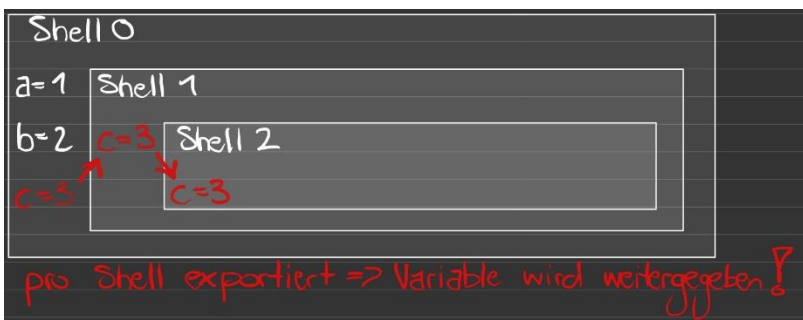 Shell 0
a=1 Shell 1
b=2 c=3 Shell 2
c=3 c=3
pro Shell exportiert => Variable wird weitergegeben!